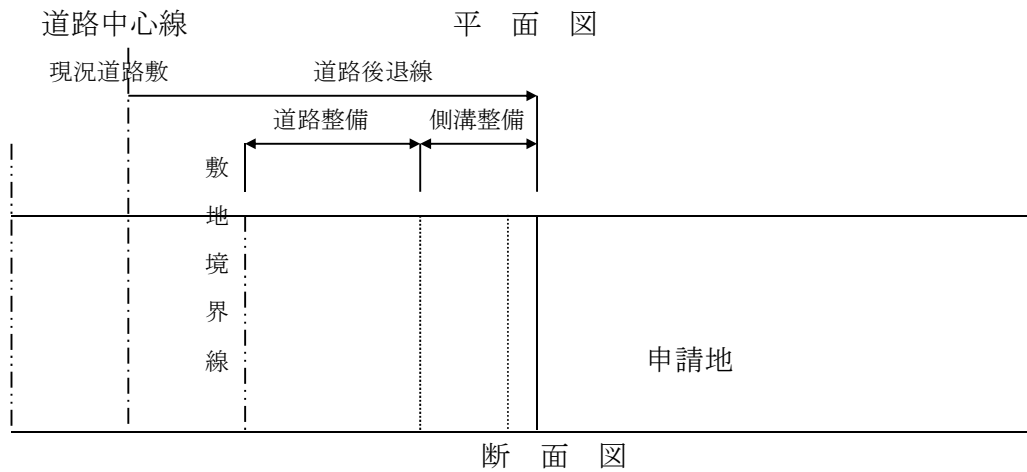 道路中心線
平 面 図
現況道路敷
道路後退線
道路整備
側溝整備
敷地境界線
申請地
断 面 図